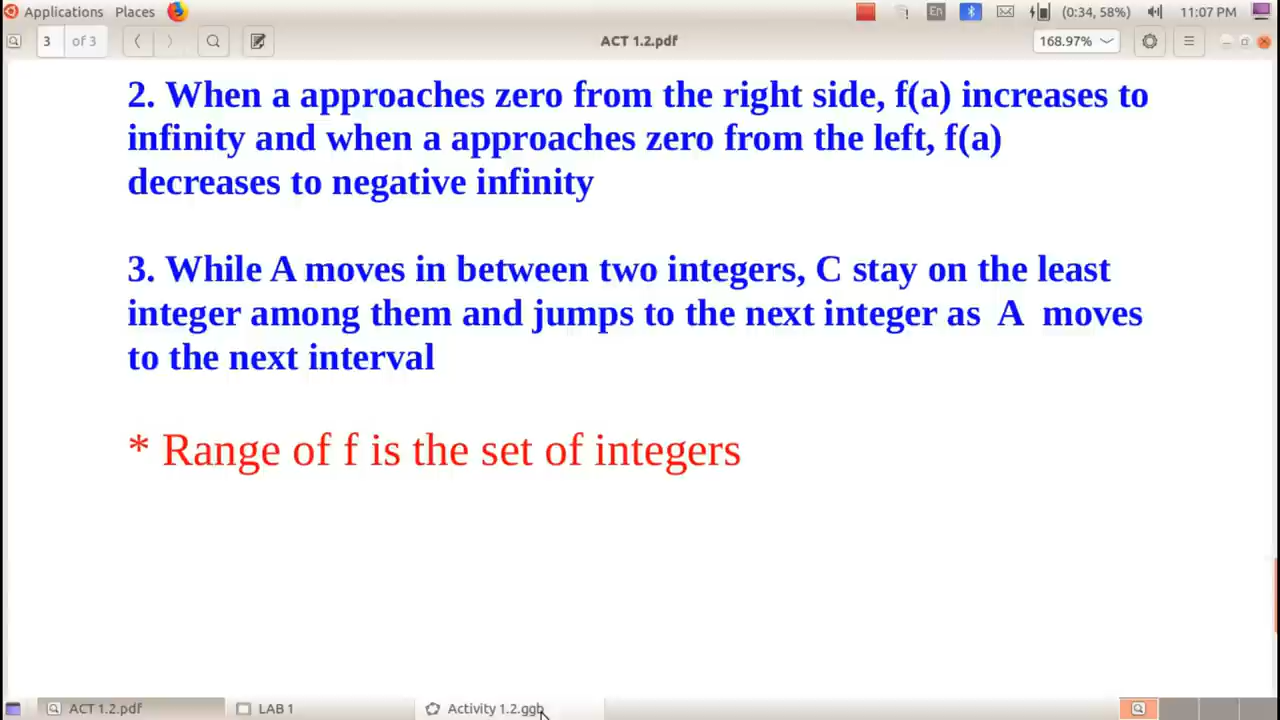 Applications Places En (0:34, 58%) 11:07 PM
3 of 3 ACT 1.2.pdf 168.97%
2. When a approaches zero from the right side, f(a) increases to
infinity and when a approaches zero from the left, f(a)
decreases to negative infinity
3. While A moves in between two integers, C stay on the least
integer among them and jumps to the next integer as A moves
to the next interval
* Range of f is the set of integers
ACT 1.2.pdf LAB 1 Activity 1.2.ggb